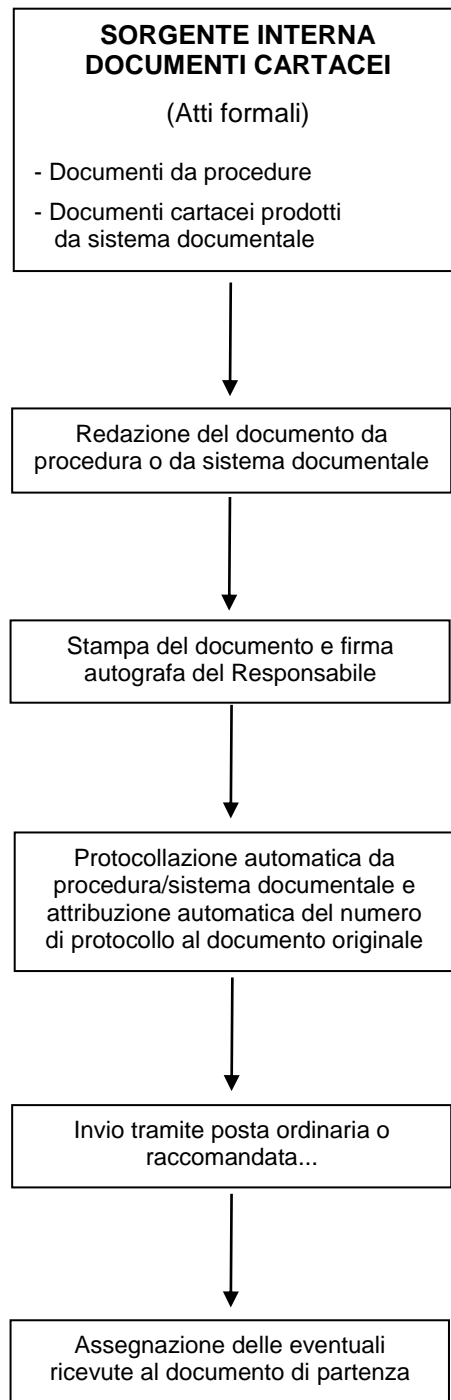 SORGENTE INTERNA
DOCUMENTI CARTACEI
(Atti formali)
- Documenti da procedure
- Documenti cartacei prodotti
da sistema documentale
Redazione del documento da
procedura o da sistema documentale
Stampa del documento e firma
autografa del Responsabile
Protocollazione automatica da
procedura/sistema documentale e
attribuzione automatica del numero
di protocollo al documento originale
Invio tramite posta ordinaria o
raccomandata...
Assegnazione delle eventuali
ricevute al documento di partenza